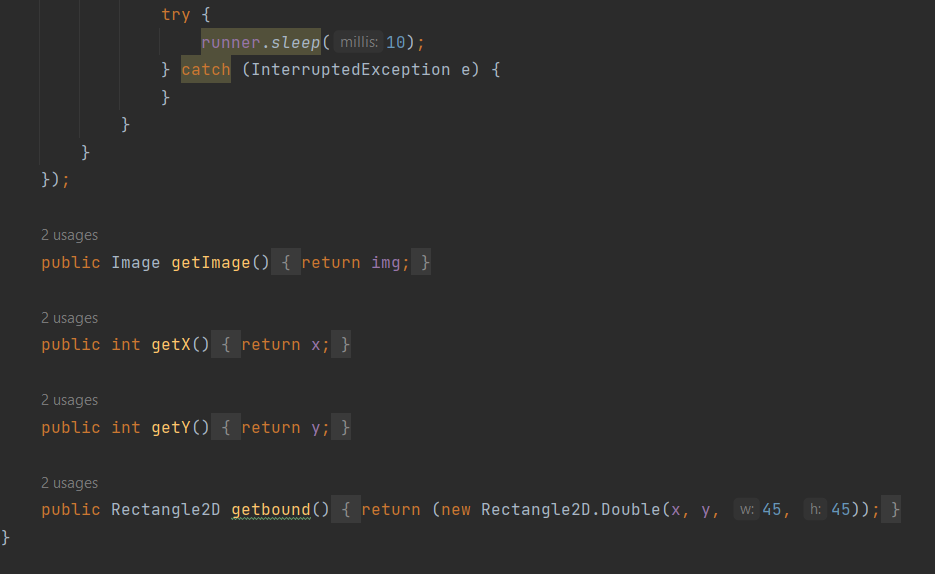 try {
runner.sleep( millis: 10);
} catch (InterruptedException e) {
}
}
}
});
2 usages
public Image getImage() { return img; }
2 usages
public int getX() { return x; }
2 usages
public int getY() { return y; }
2 usages
public Rectangle2D getbound() { return (new Rectangle2D.Double(x, y, w: 45, h: 45)); }
}